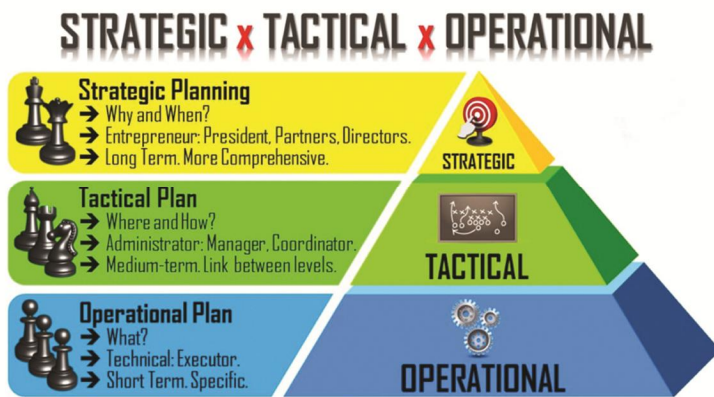 STRATEGIC x TACTICAL x OPERATIONAL
Strategic Planning
➔ Why and When?
➔ Entrepreneur: President, Partners, Directors.
➔ Long Term. More Comprehensive.
STRATEGIC
Tactical Plan
➔ Where and How?
➔ Administrator: Manager, Coordinator.
➔ Medium-term. Link between levels.
TACTICAL
Operational Plan
➔ What?
➔ Technical: Executor.
➔ Short Term. Specific.
OPERATIONAL